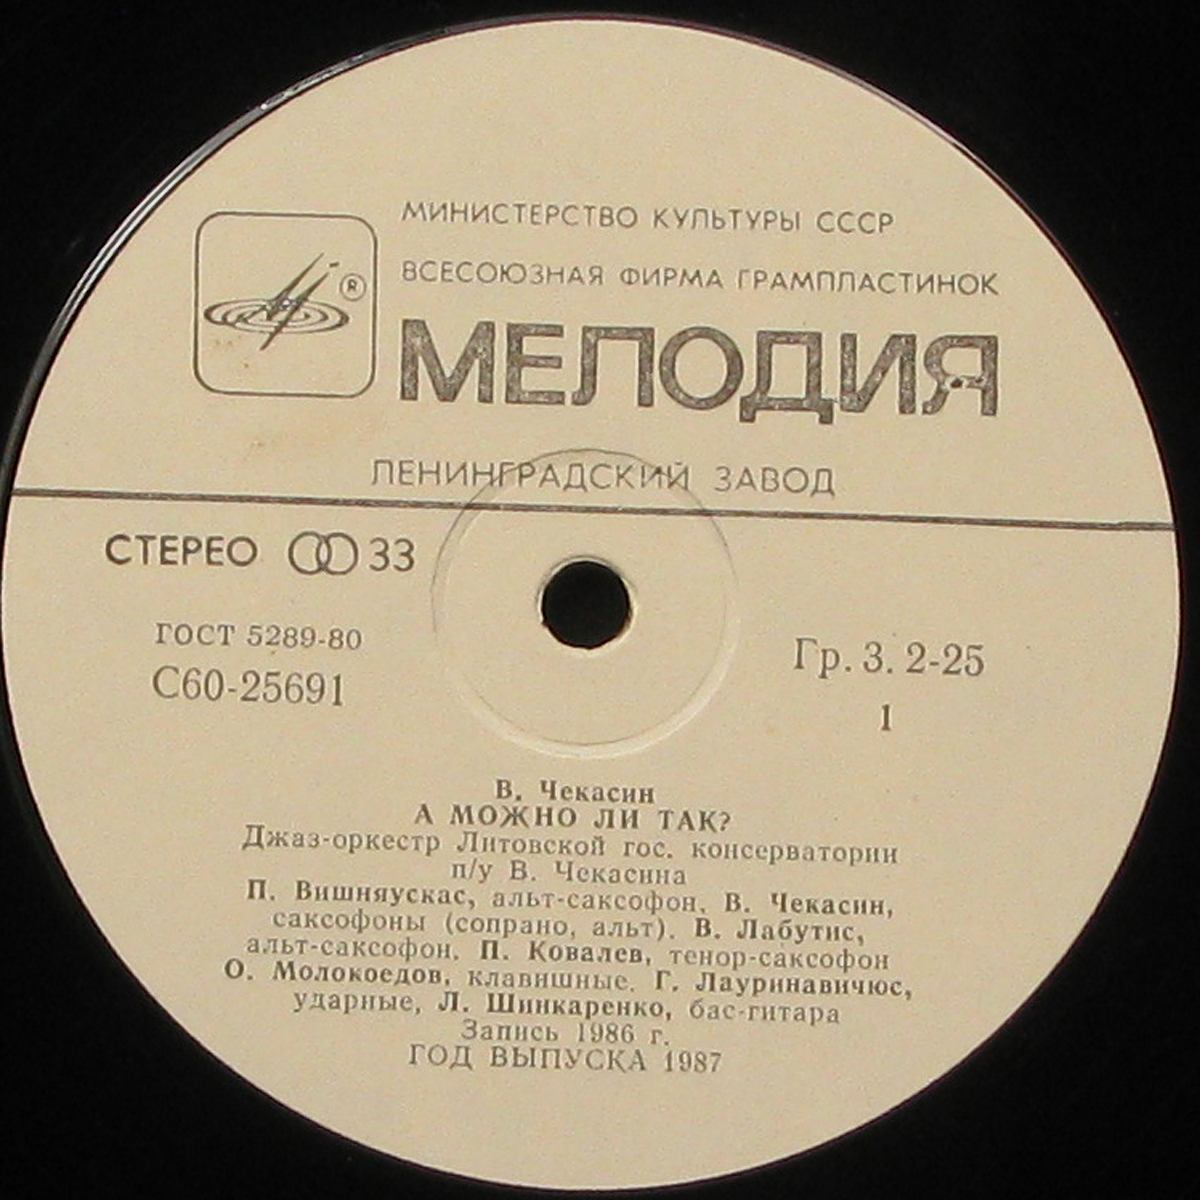 МИНИСТЕРСТВО КУЛЬТУРЫ СССР
ВСЕСОЮЗНАЯ ФИРМА ГРАМПЛАСТИНОК
®
МЕЛОДИЯ
ЛЕНИНГРАДСКИЙ ЗАВОД
СТЕРЕО 33
ГОСТ 5289-80
С60-25691
Гр. 3. 2-25
1
В. Чекасин
А МОЖНО ЛИ ТАК?
Джаз-оркестр Литовской гос. консерватории
п/у В. Чекасина
П. Вишняускас, альт-саксофон, В. Чекасин,
саксофоны (сопрано, альт). В. Лабутис,
альт-саксофон. П. Ковалев, тенор-саксофон
О. Молокоедов, клавишные. Г. Лауринавичюс,
ударные, Л. Шинкаренко, бас-гитара
Запись 1986 г.
ГОД ВЫПУСКА 1987